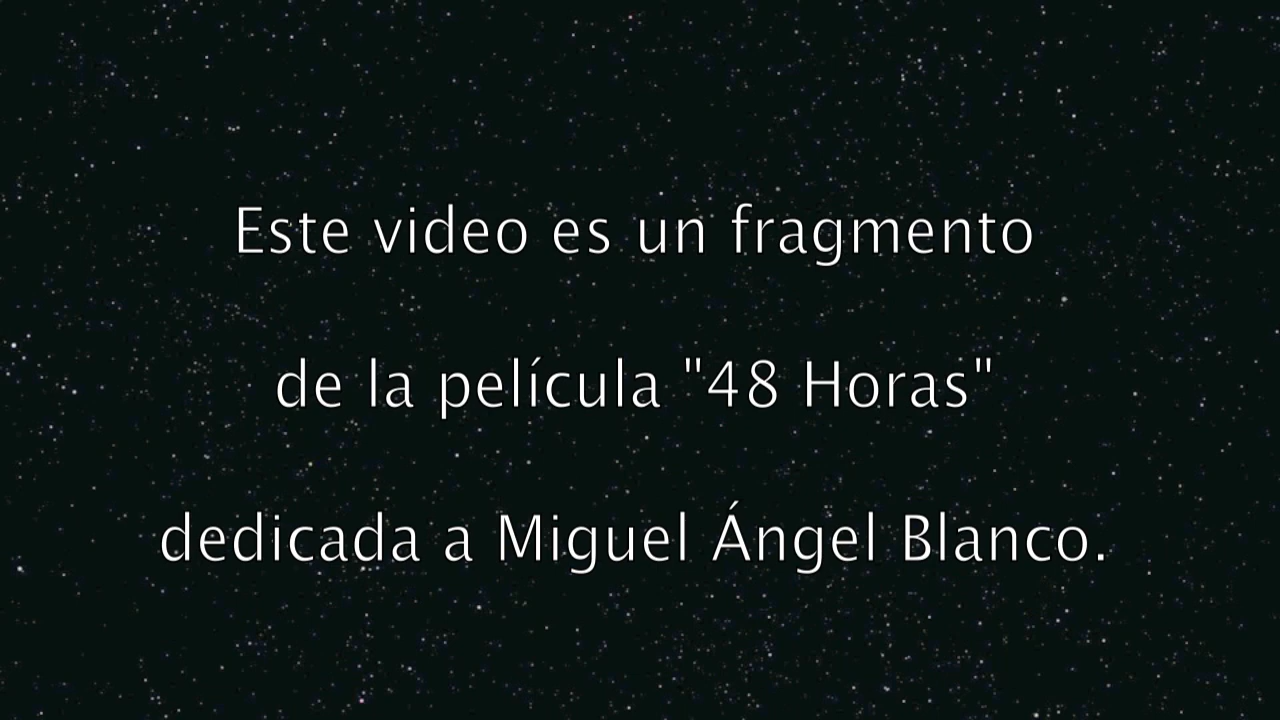 Este video es un fragmento
de la película "48 Horas"
dedicada a Miguel Ángel Blanco.